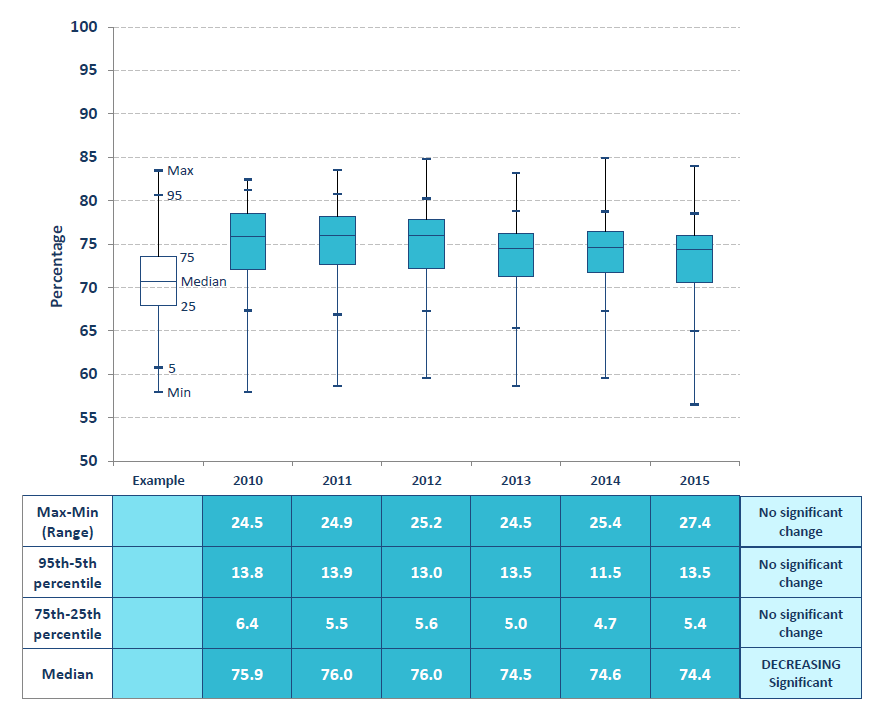 100
95
90
85
80
75
70
65
60
55
50
Percentage
Max
95
75
Median
25
5
Min
Example 2010 2011 2012 2013 2014 2015
Max-Min
(Range)
24.5 24.9 25.2 24.5 25.4 27.4
No significant
change
95th-5th
percentile
13.8 13.9 13.0 13.5 11.5 13.5
No significant
change
75th-25th
percentile
6.4 5.5 5.6 5.0 4.7 5.4
No significant
change
Median
75.9 76.0 76.0 74.5 74.6 74.4
DECREASING
Significant